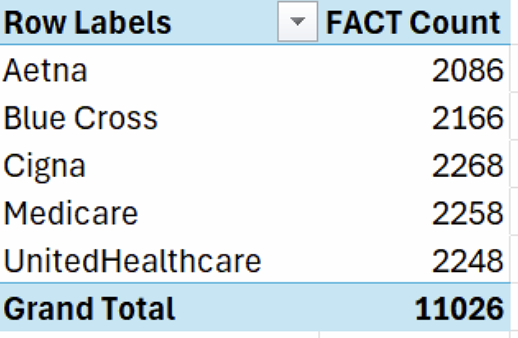 Row Labels FACT Count
Aetna 2086
Blue Cross 2166
Cigna 2268
Medicare 2258
UnitedHealthcare 2248
Grand Total 11026